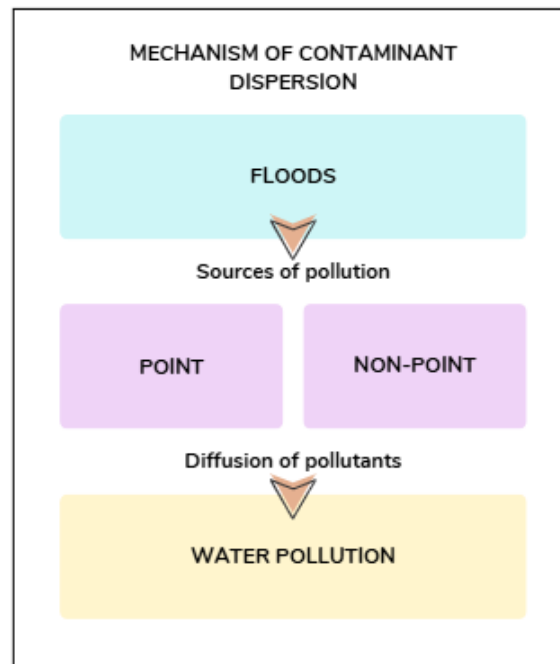 MECHANISM OF CONTAMINANT
DISPERSION
FLOODS
Sources of pollution
POINT
NON-POINT
Diffusion of pollutants
WATER POLLUTION